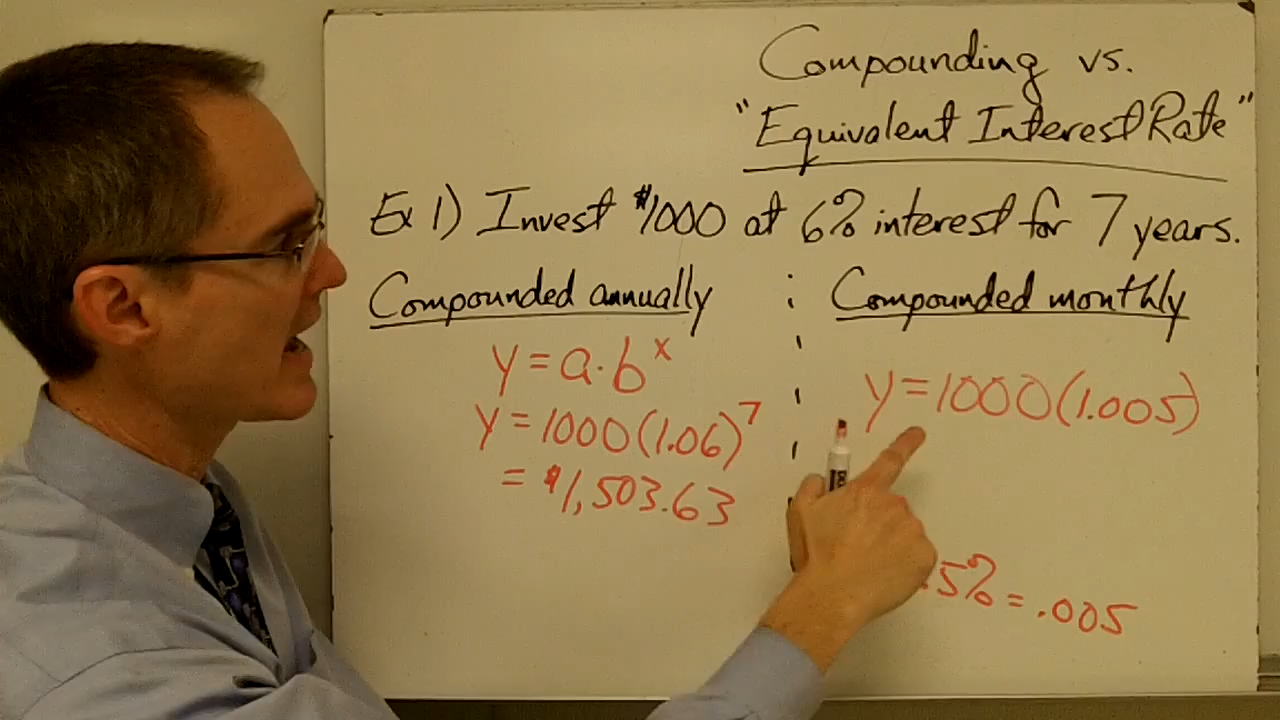 Compounding vs.
"Equivalent Interest Rate"
Ex 1) Invest $1000 at 6% interest for 7 years.
Compounded annually
y = a·b^x
y = 1000(1.06)^7
= $1,503.63
Compounded monthly
y = 1000(1.005)
.5% = .005